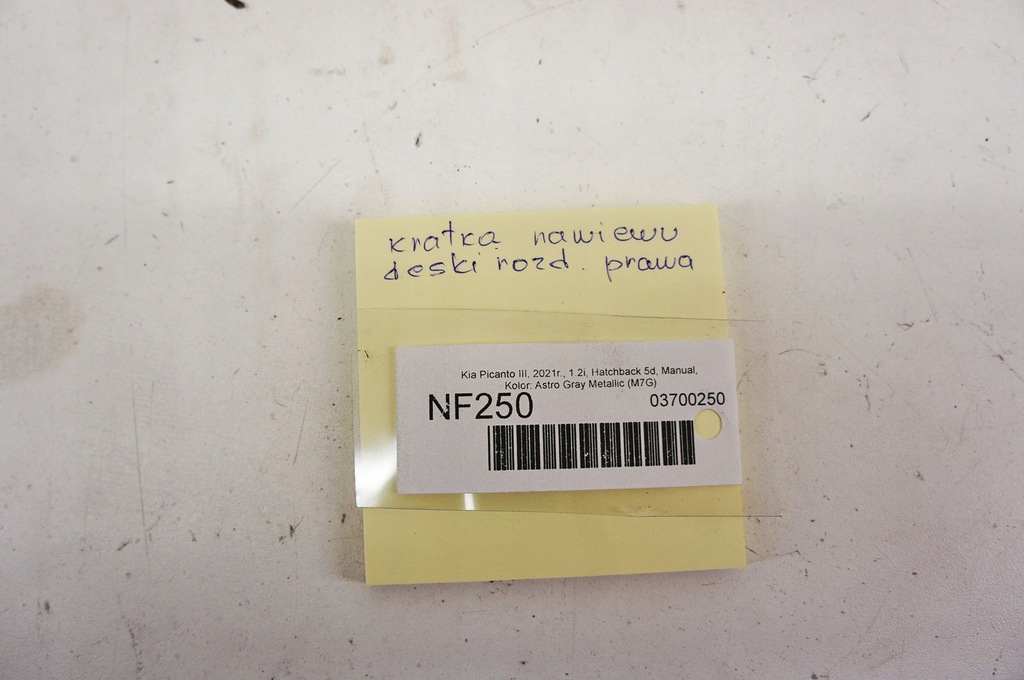 kratka nawiewu
deski rozd. prawa
Kia Picanto III, 2021r., 1.2i, Hatchback 5d, Manual,
Kolor: Astro Gray Metallic (M7G)
NF250
03700250